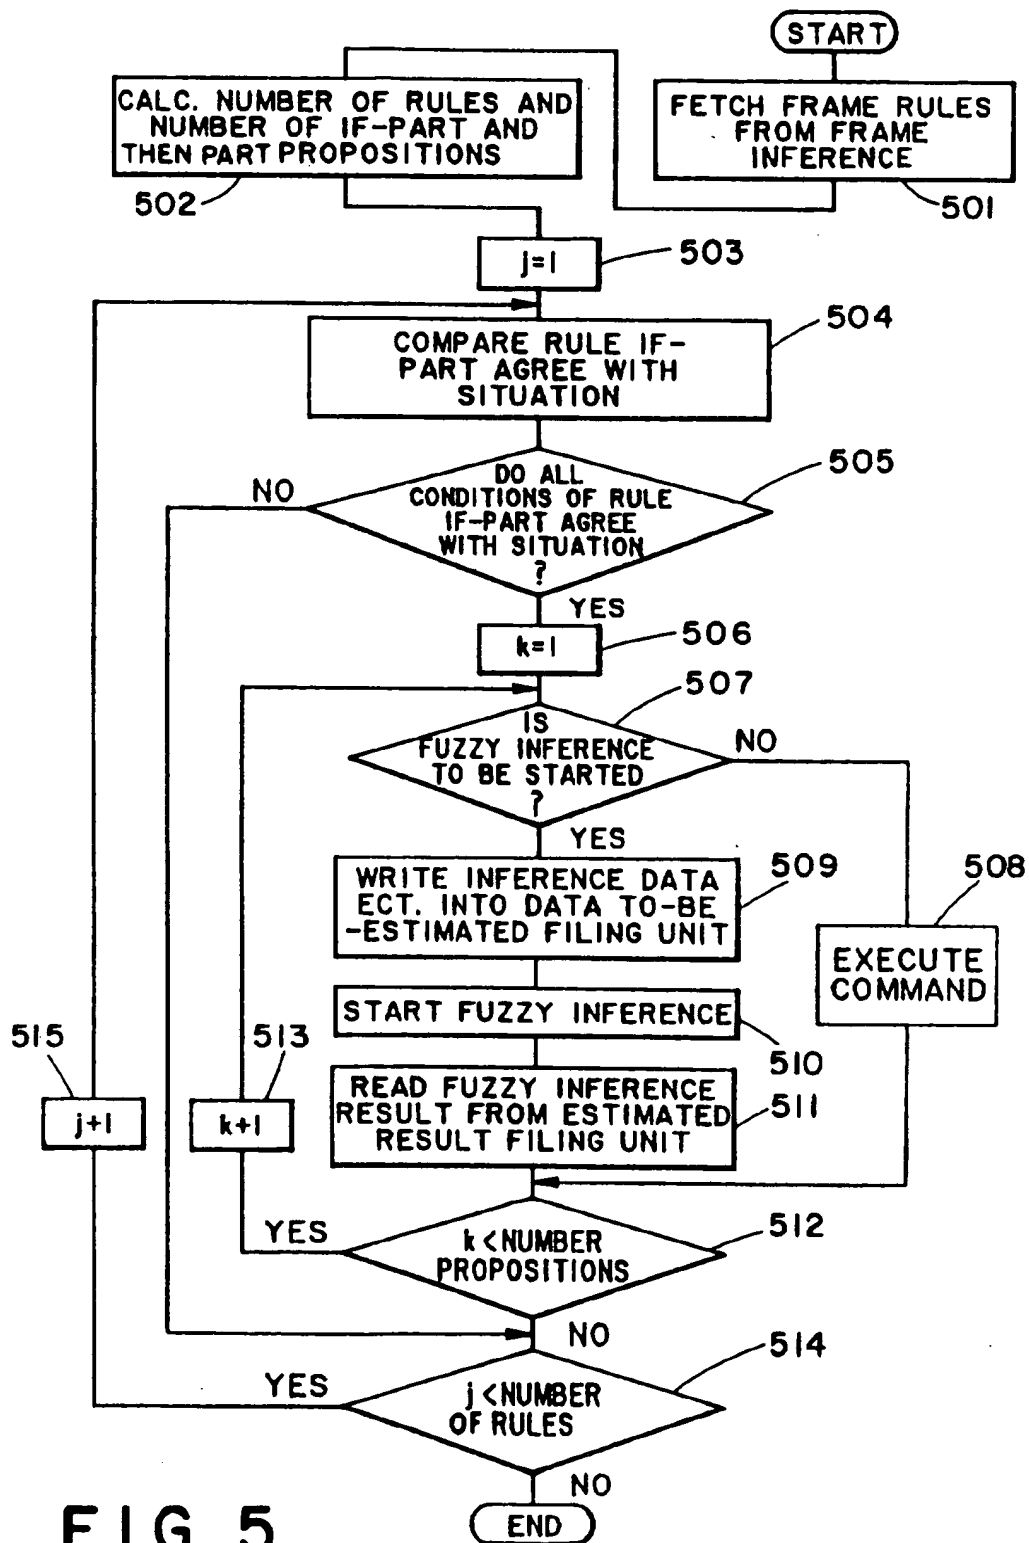 START
FETCH FRAME RULES
FROM FRAME
INFERENCE
501
CALC. NUMBER OF RULES AND
NUMBER OF IF-PART AND
THEN PART PROPOSITIONS
502
j=1
503
COMPARE RULE IF-
PART AGREE WITH
SITUATION
504
DO ALL
CONDITIONS OF RULE
IF-PART AGREE
WITH SITUATION
?
505
NO
YES
k=1
506
IS
FUZZY INFERENCE
TO BE STARTED
?
507
NO
YES
WRITE INFERENCE DATA
ECT. INTO DATA TO-BE
-ESTIMATED FILING UNIT
509
508
EXECUTE
COMMAND
START FUZZY INFERENCE
510
READ FUZZY INFERENCE
RESULT FROM ESTIMATED
RESULT FILING UNIT
511
515
j+1
513
k+1
k<NUMBER
PROPOSITIONS
512
YES
NO
j<NUMBER
OF RULES
514
YES
NO
END
FIG. 5